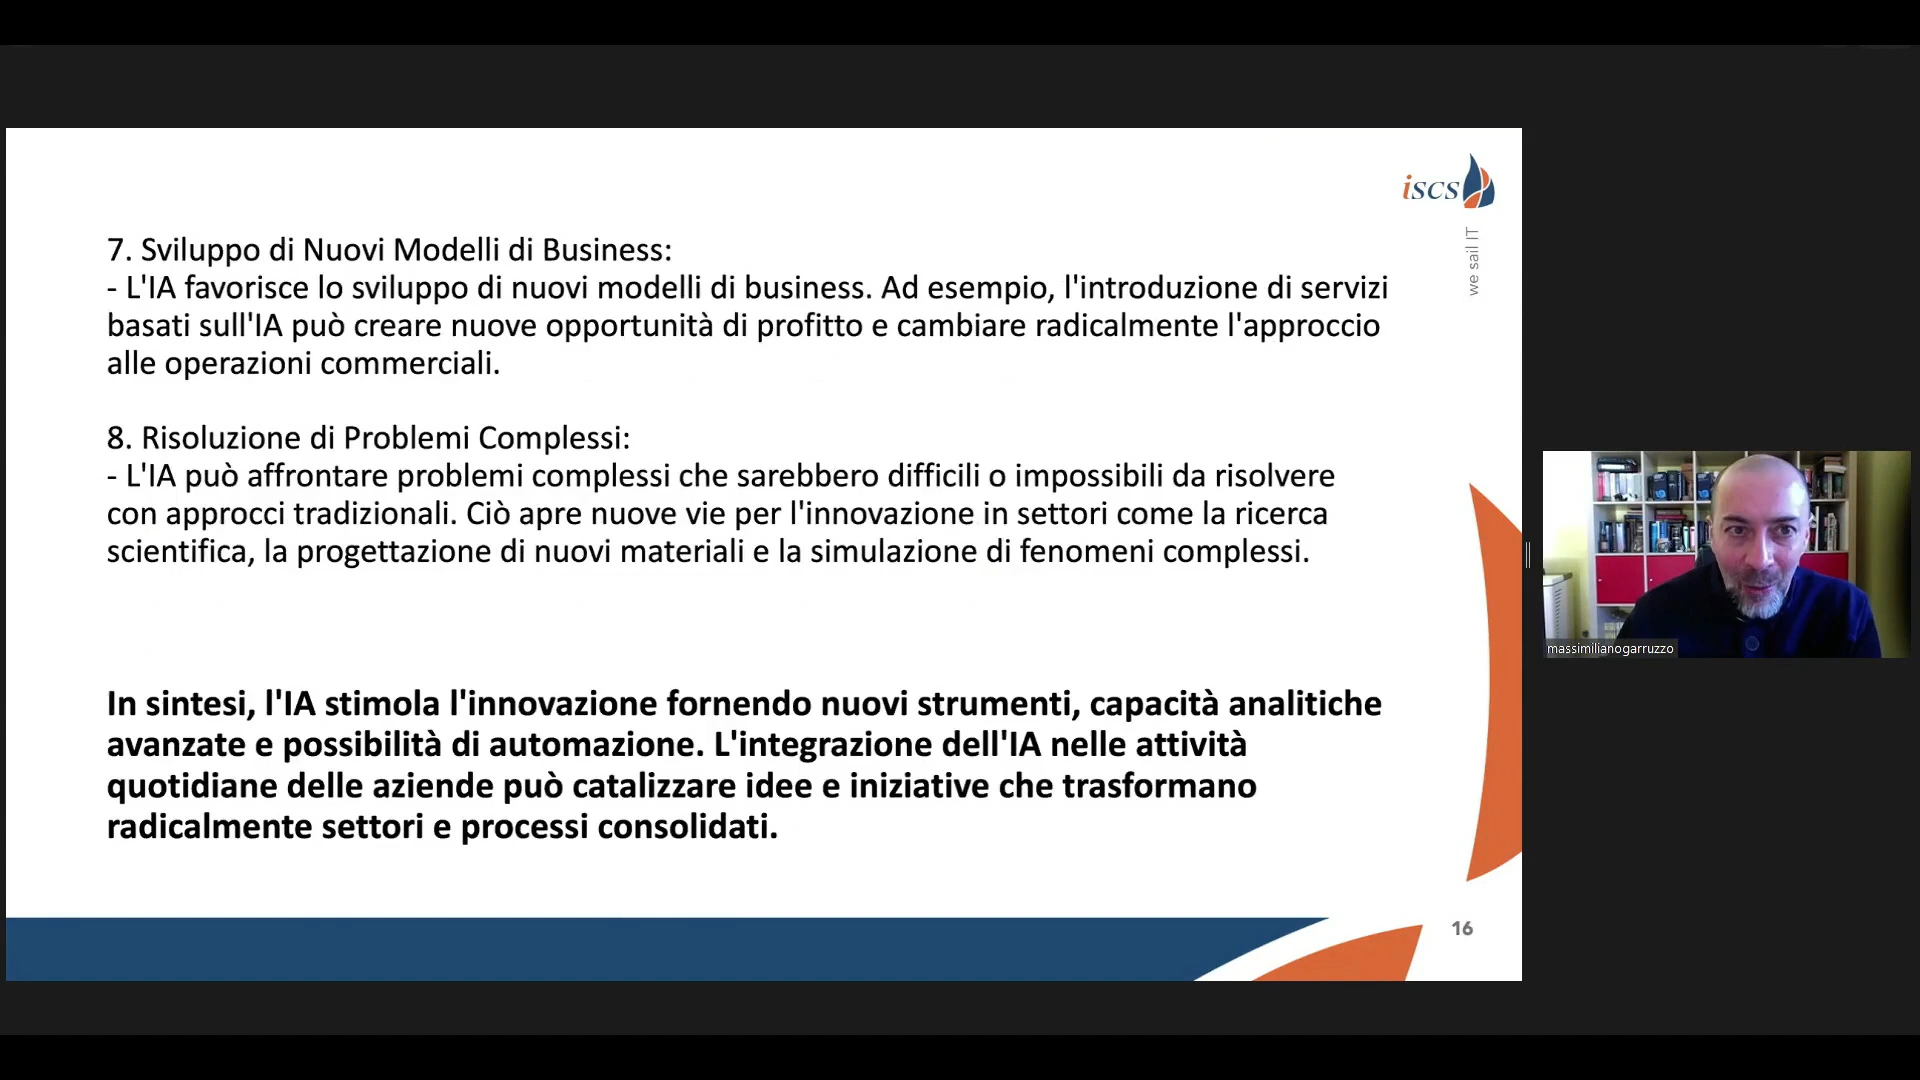 iscs
we sail IT
7. Sviluppo di Nuovi Modelli di Business:
- L'IA favorisce lo sviluppo di nuovi modelli di business. Ad esempio, l'introduzione di servizi
basati sull'IA può creare nuove opportunità di profitto e cambiare radicalmente l'approccio
alle operazioni commerciali.
8. Risoluzione di Problemi Complessi:
- L'IA può affrontare problemi complessi che sarebbero difficili o impossibili da risolvere
con approcci tradizionali. Ciò apre nuove vie per l'innovazione in settori come la ricerca
scientifica, la progettazione di nuovi materiali e la simulazione di fenomeni complessi.
In sintesi, l'IA stimola l'innovazione fornendo nuovi strumenti, capacità analitiche
avanzate e possibilità di automazione. L'integrazione dell'IA nelle attività
quotidiane delle aziende può catalizzare idee e iniziative che trasformano
radicalmente settori e processi consolidati.
16
massimilianogarruzzo